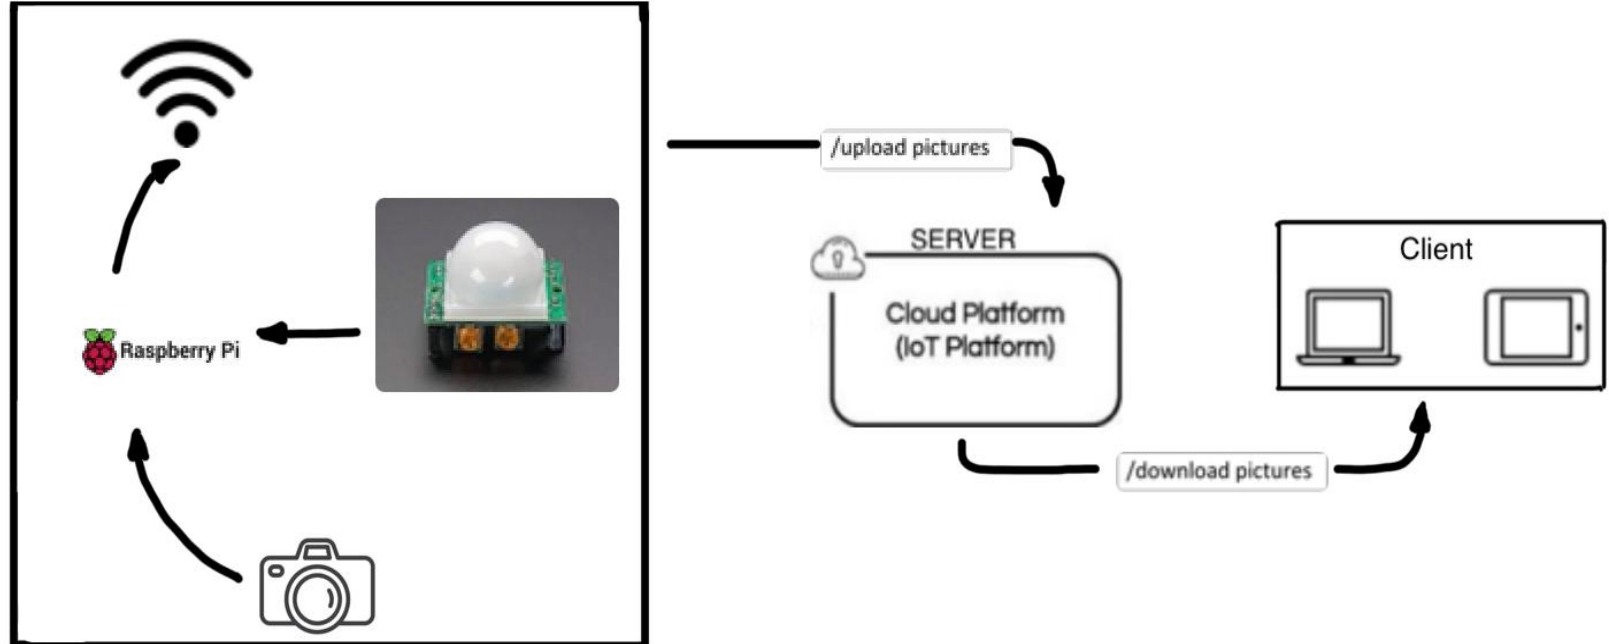 /upload pictures
SERVER
Client
Cloud Platform
(IoT Platform)
Raspberry Pi
/download pictures